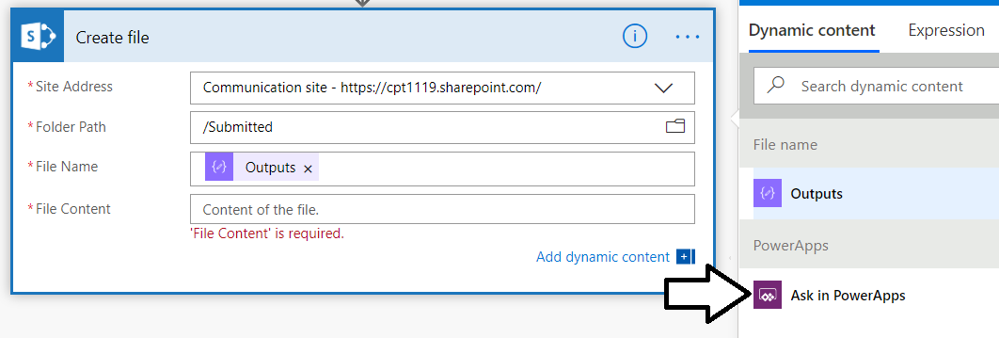 Create file
* Site Address
Communication site - https://cpt1119.sharepoint.com/
* Folder Path
/Submitted
* File Name
Outputs ×
* File Content
Content of the file.
'File Content' is required.
Add dynamic content
Dynamic content Expression
Search dynamic content
File name
Outputs
PowerApps
Ask in PowerApps